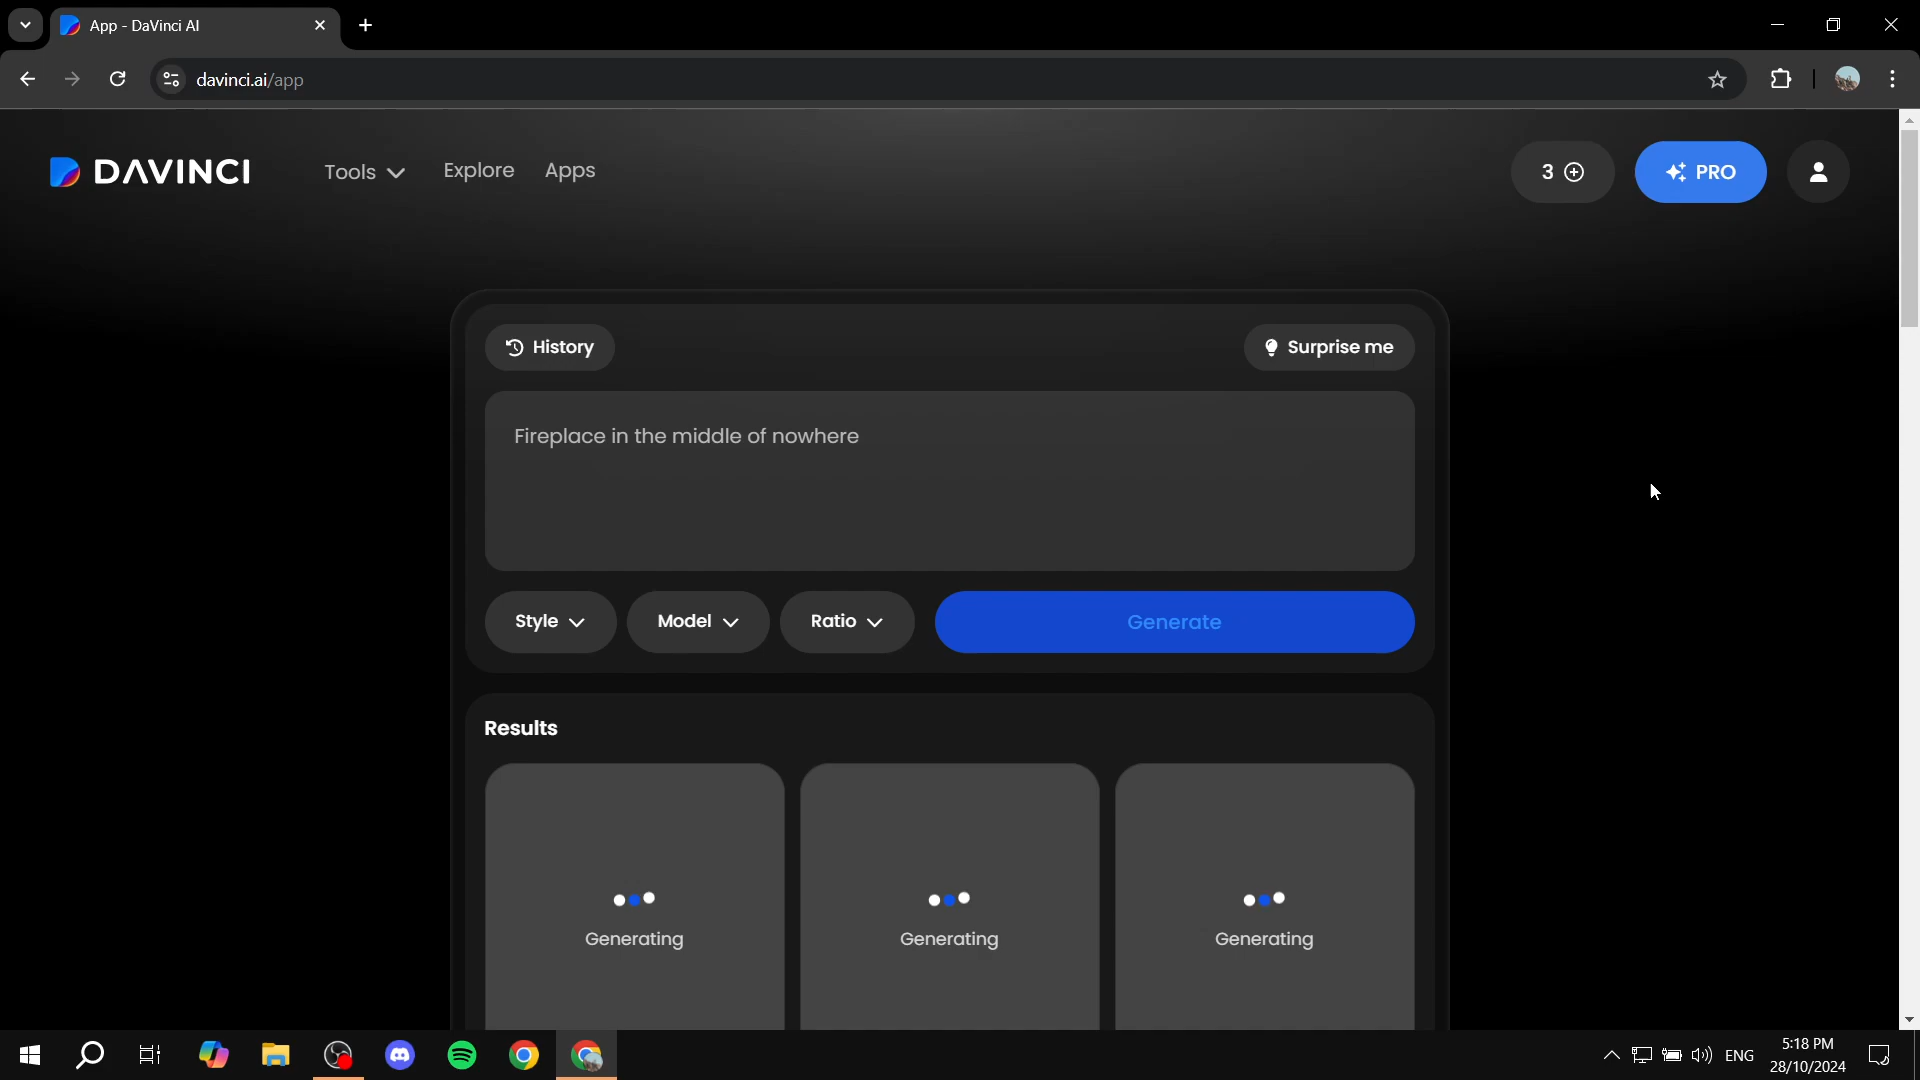 App - DaVinci AI
davinci.ai/app
DAVINCI
Tools
Explore
Apps
3
PRO
History
Surprise me
Fireplace in the middle of nowhere
Style
Model
Ratio
Generate
Results
Generating
Generating
Generating
ENG
5:18 PM
28/10/2024